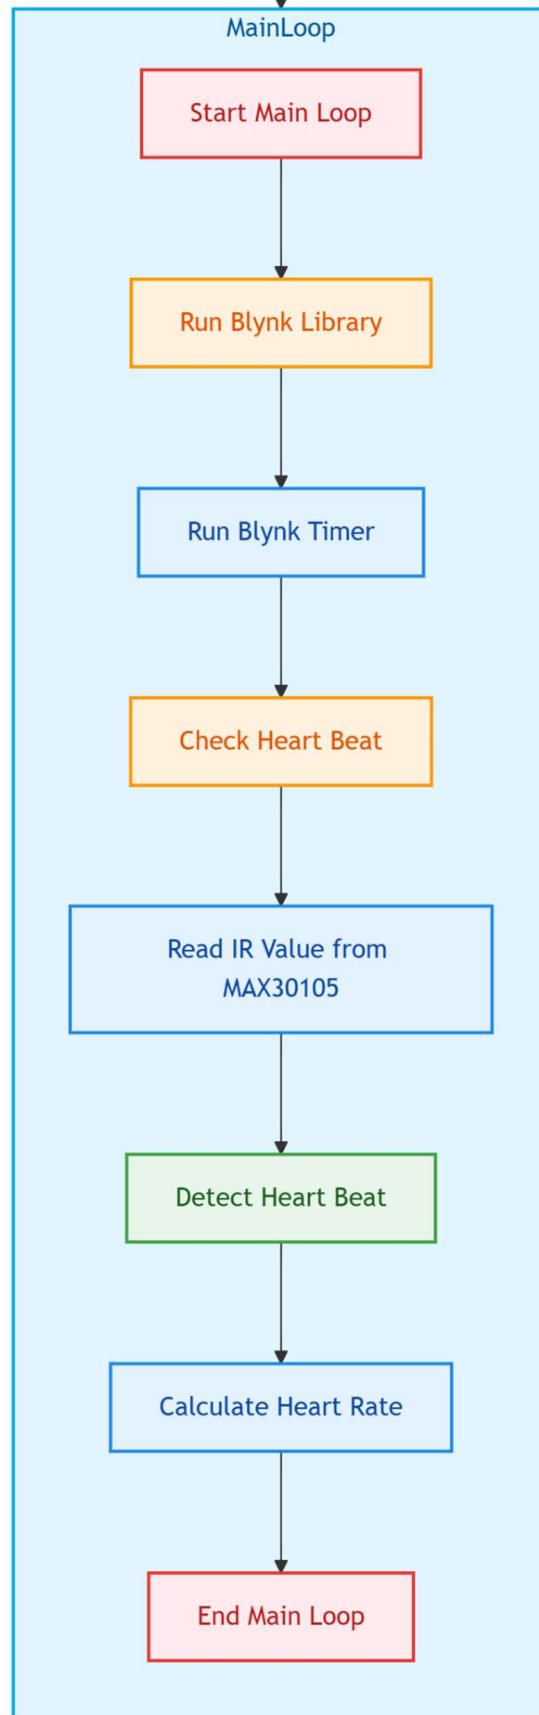 MainLoop
Start Main Loop
Run Blynk Library
Run Blynk Timer
Check Heart Beat
Read IR Value from
MAX30105
Detect Heart Beat
Calculate Heart Rate
End Main Loop